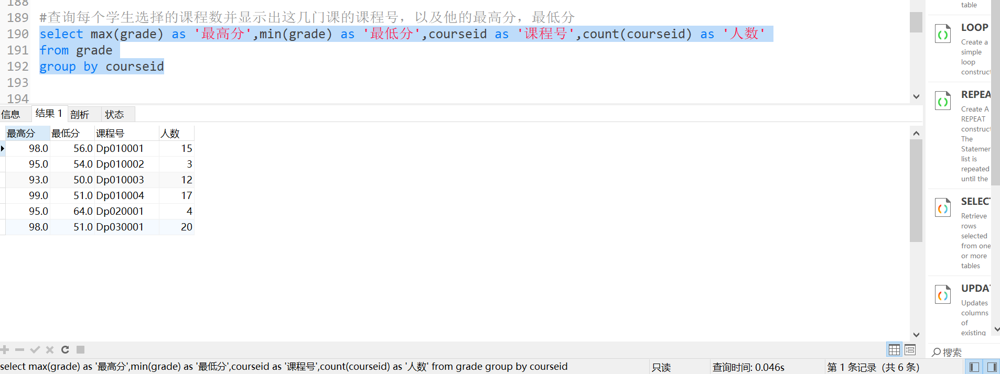 188
189 #查询每个学生选择的课程数并显示出这几门课的课程号，以及他的最高分，最低分
190 select max(grade) as '最高分',min(grade) as '最低分',courseid as '课程号',count(courseid) as '人数'
191 from grade
192 group by courseid
193
194
信息 结果 1 剖析 状态
最高分 最低分 课程号 人数
98.0 56.0 Dp010001 15
95.0 54.0 Dp010002 3
93.0 50.0 Dp010003 12
99.0 51.0 Dp010004 17
95.0 64.0 Dp020001 4
98.0 51.0 Dp030001 20
table
LOOP
Create a
simple
loop
construct
REPEA
Create A
REPEAT
construct
The
Statemen
list is
repeated
until the
SELECT
Retrieve
rows
selected
from one
or more
tables
UPDAT
Updates
columns
of
existing
搜索
select max(grade) as '最高分',min(grade) as '最低分',courseid as '课程号',count(courseid) as '人数' from grade group by courseid 只读 查询时间: 0.046s 第 1 条记录 (共 6 条)